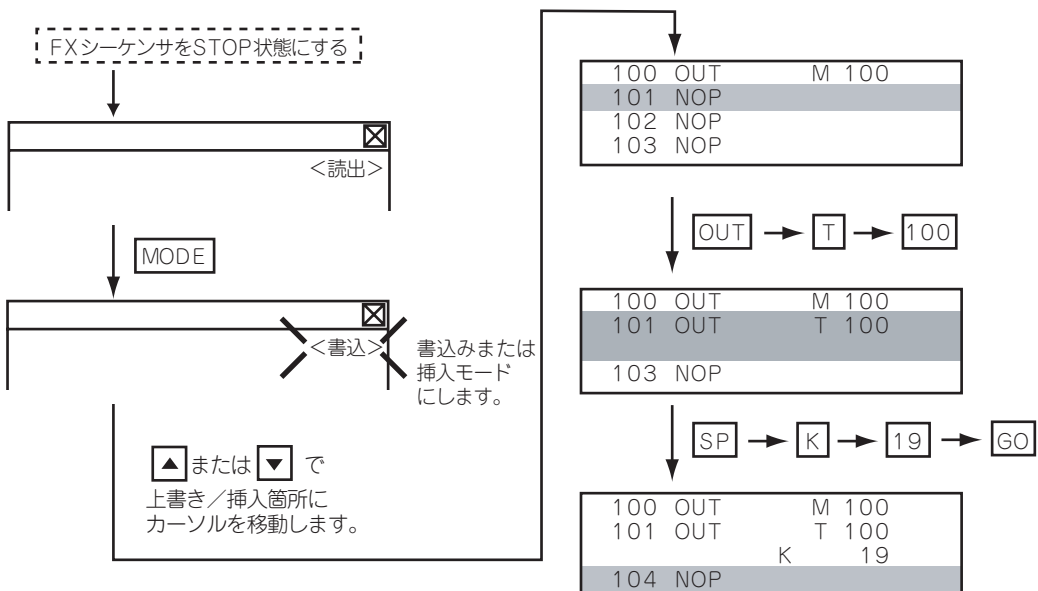 FXシーケンサをSTOP状態にする
<読出>
MODE
<書込>
書込みまたは
挿入モード
にします。
▲または▼で
上書き／挿入箇所に
カーソルを移動します。
100 OUT M 100
101 NOP
102 NOP
103 NOP
OUT → T → 100
100 OUT M 100
101 OUT T 100
103 NOP
SP → K → 19 → GO
100 OUT M 100
101 OUT T 100
K 19
104 NOP